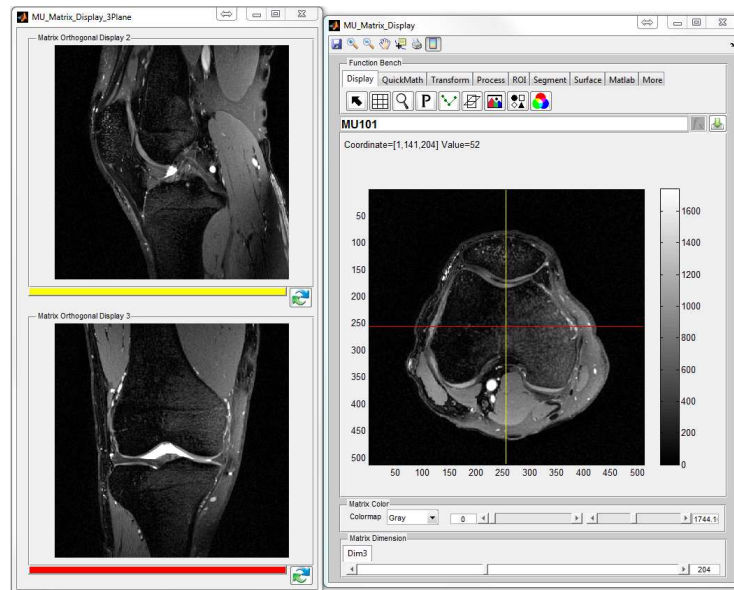 MU_Matrix_Display_3Plane
Matrix Orthogonal Display 2
Matrix Orthogonal Display 3
MU_Matrix_Display
Function Bench
Display QuickMath Transform Process ROI Segment Surface Matlab More
P
MU101
Coordinate=[1,141,204] Value=52
50
100
150
200
250
300
350
400
450
500
50 100 150 200 250 300 350 400 450 500
1600
1400
1200
1000
800
600
400
200
0
Matrix Color
Colormap Gray 0 1744.1
Matrix Dimension
Dim3
204